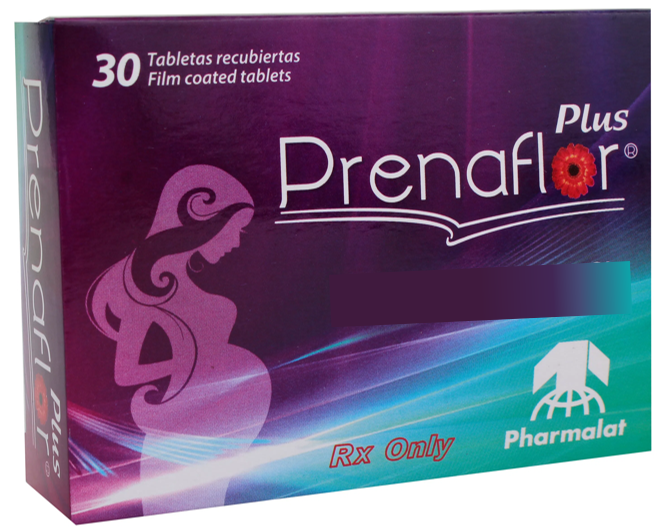 30 Tabletas recubiertas
Film coated tablets
Plus
Prenaflor®
Rx Only
Pharmalat
Prenaflor®
Plus